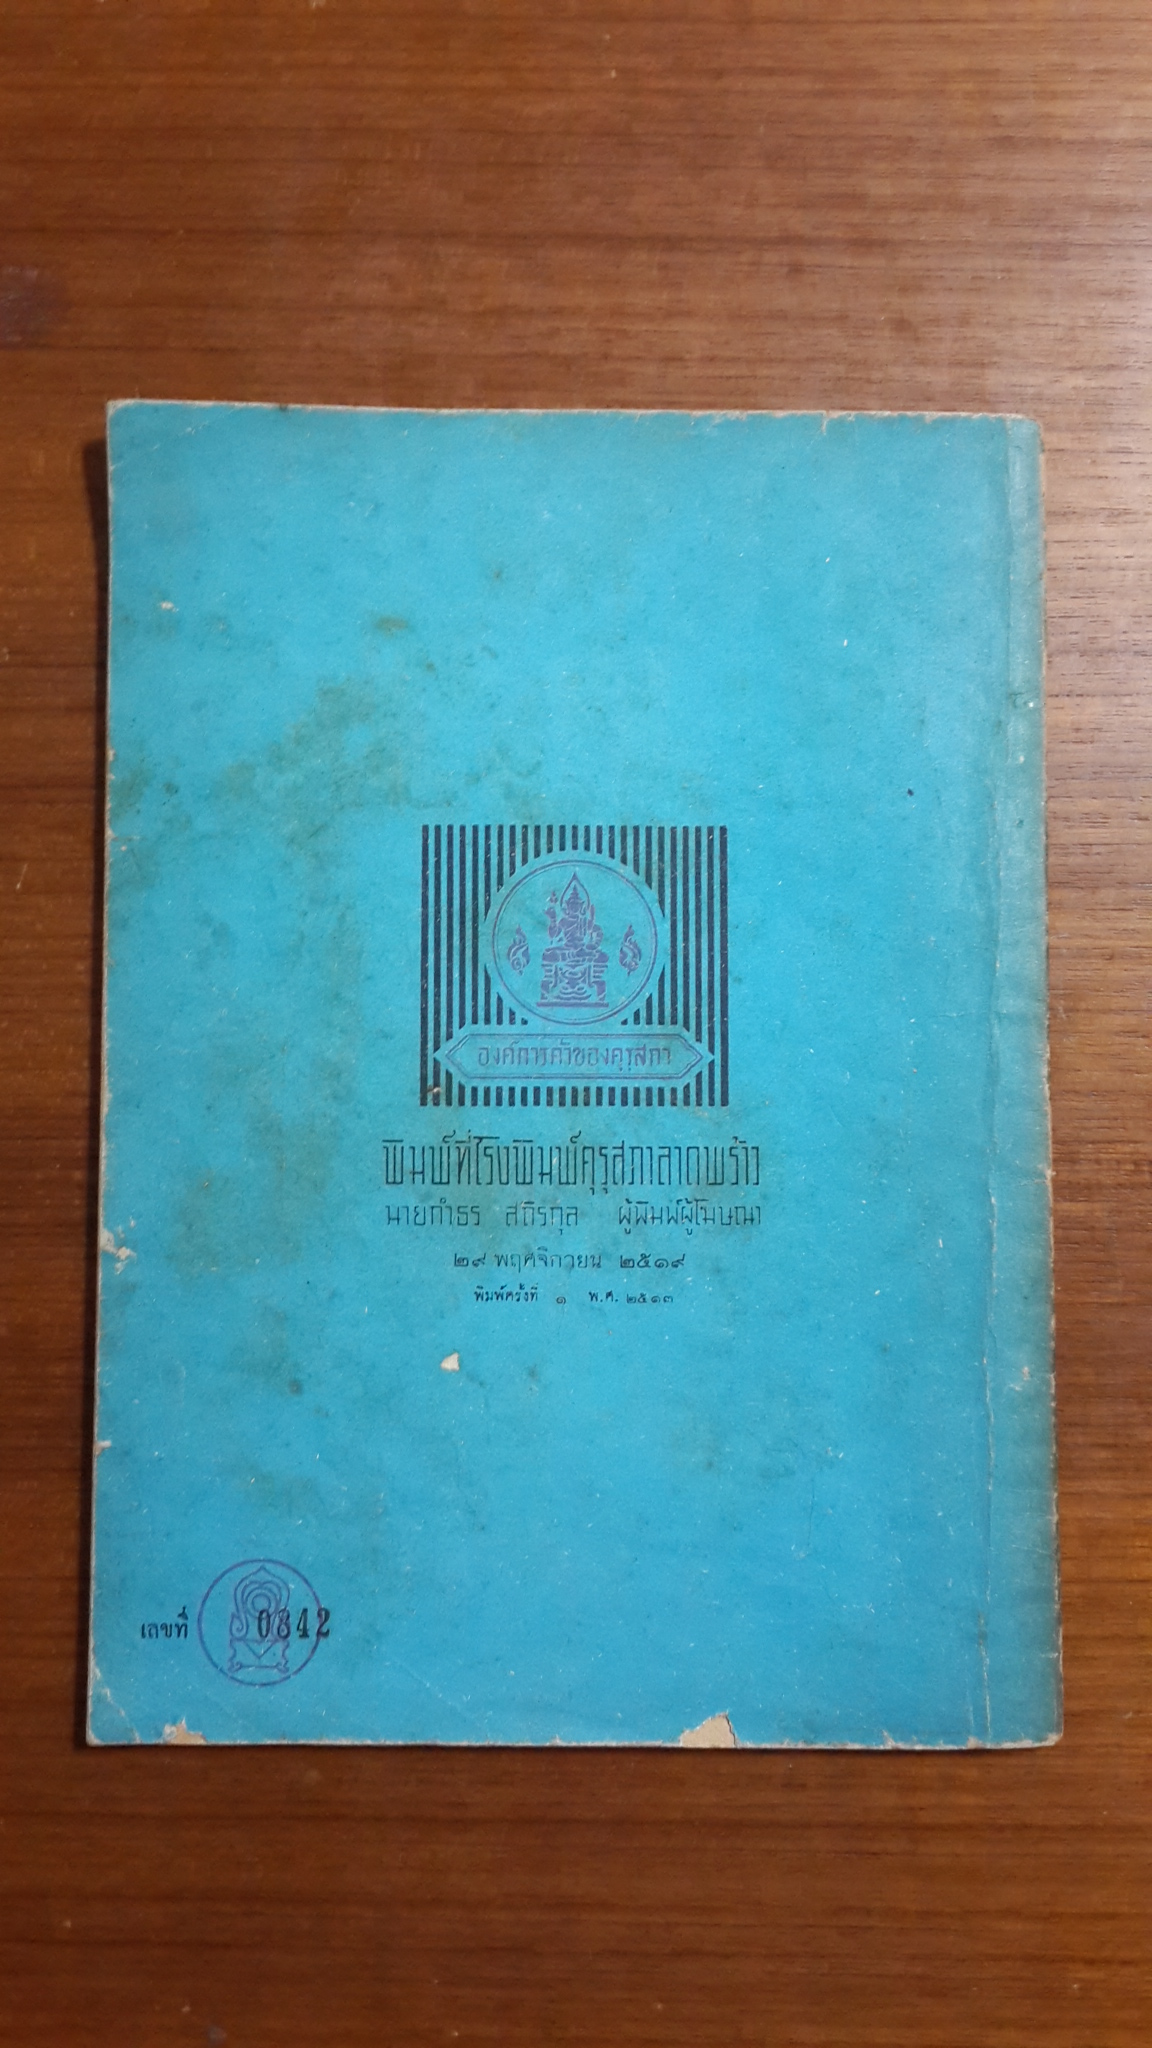 องค์การค้าของคุรุสภา
พิมพ์ที่โรงพิมพ์คุรุสภาลาดพร้าว
นายกำธร สถิรกุล ผู้พิมพ์ผู้โฆษณา
๒๙ พฤศจิกายน ๒๕๑๙
พิมพ์ครั้งที่ ๑ พ.ศ. ๒๕๑๓
เลขที่ 0842